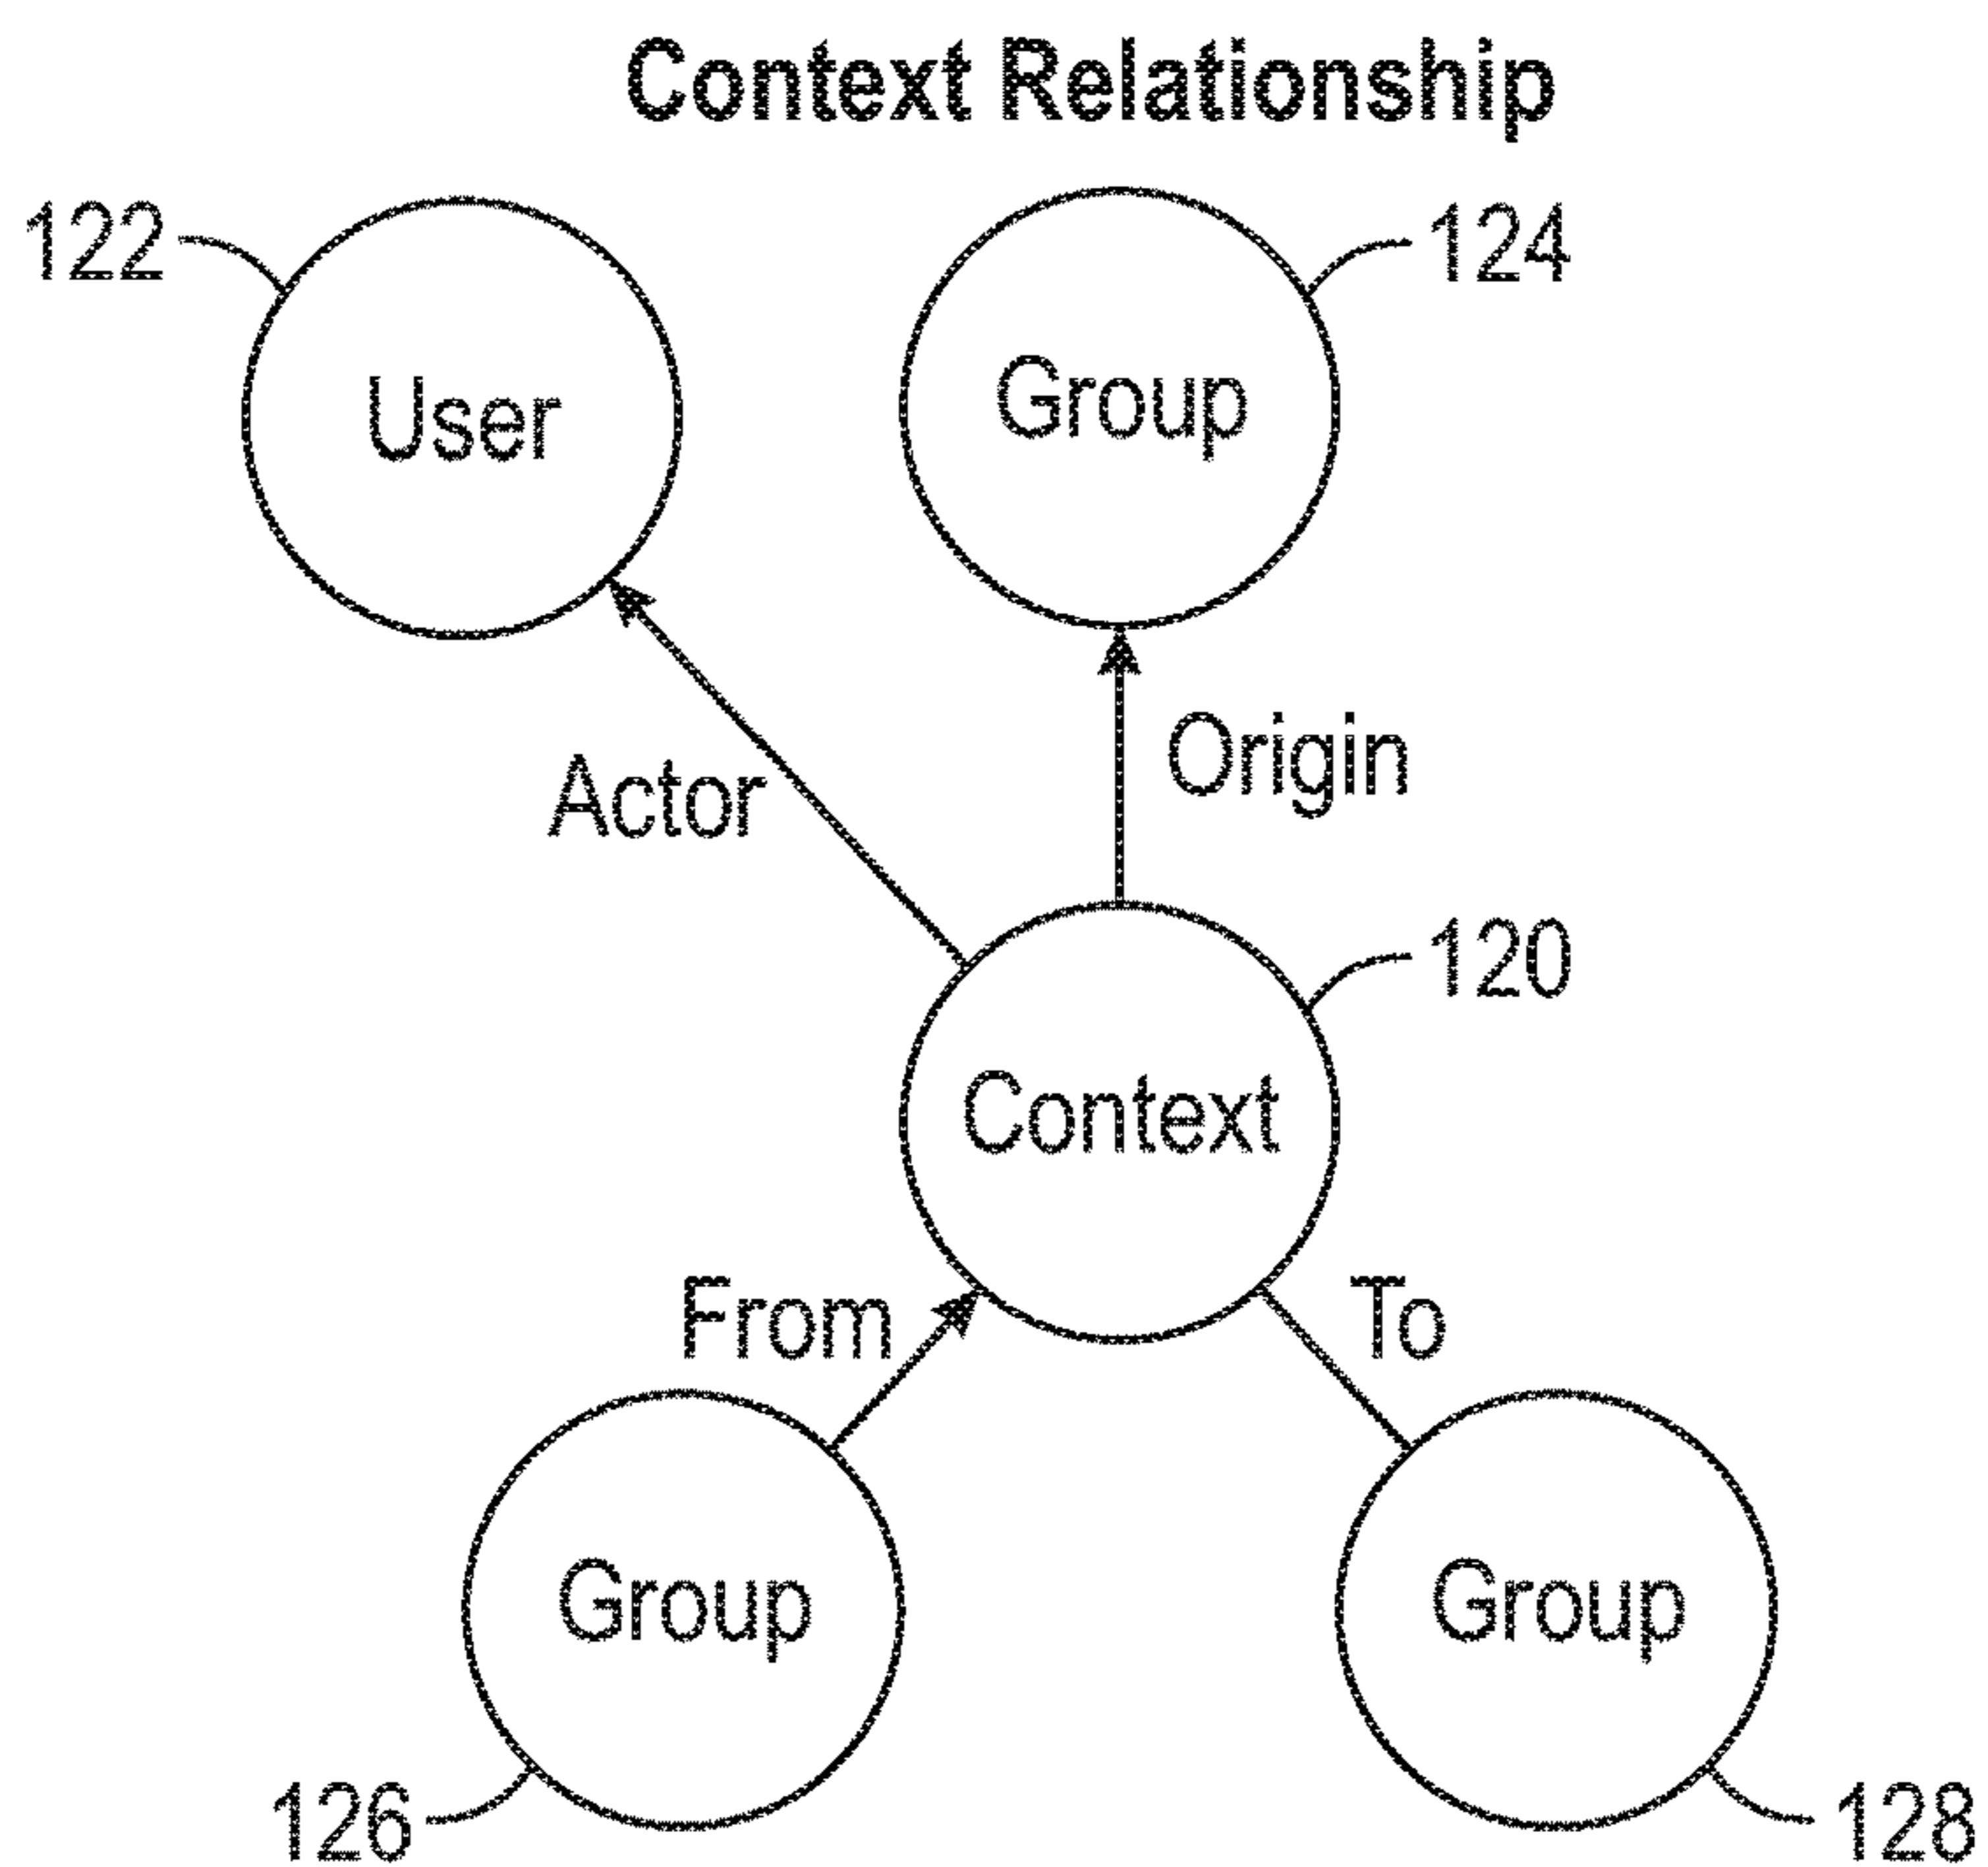 Context Relationship
122
124
User
Group
Actor
Origin
120
Context
From
To
Group
Group
126
128